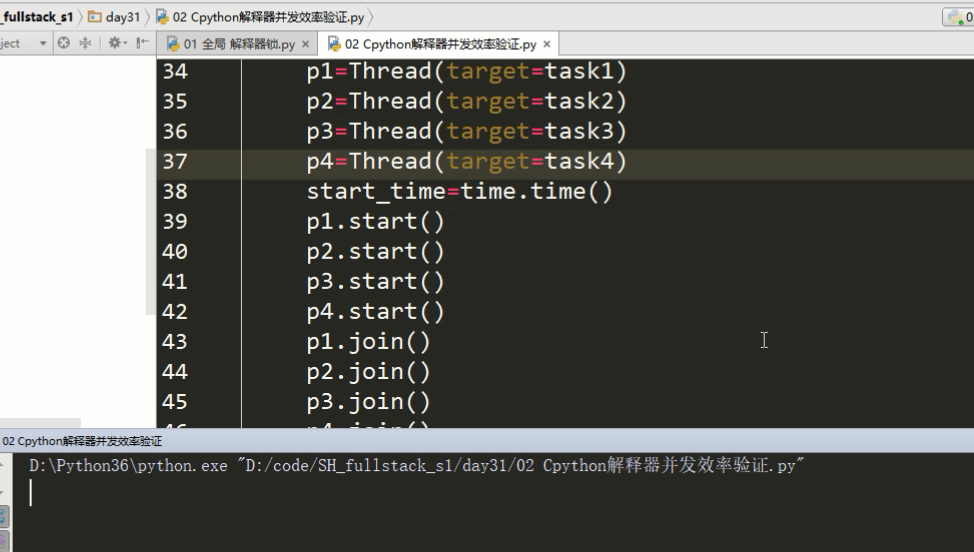 _fullstack_s1 day31 02 Cpython解释器并发效率验证.py
ject 01 全局 解释器锁.py × 02 Cpython解释器并发效率验证.py ×
34 p1=Thread(target=task1)
35 p2=Thread(target=task2)
36 p3=Thread(target=task3)
37 p4=Thread(target=task4)
38 start_time=time.time()
39 p1.start()
40 p2.start()
41 p3.start()
42 p4.start()
43 p1.join()
44 p2.join()
45 p3.join()
46 p4.join()
02 Cpython解释器并发效率验证
D:\Python36\python.exe "D:/code/SH_fullstack_s1/day31/02 Cpython解释器并发效率验证.py"